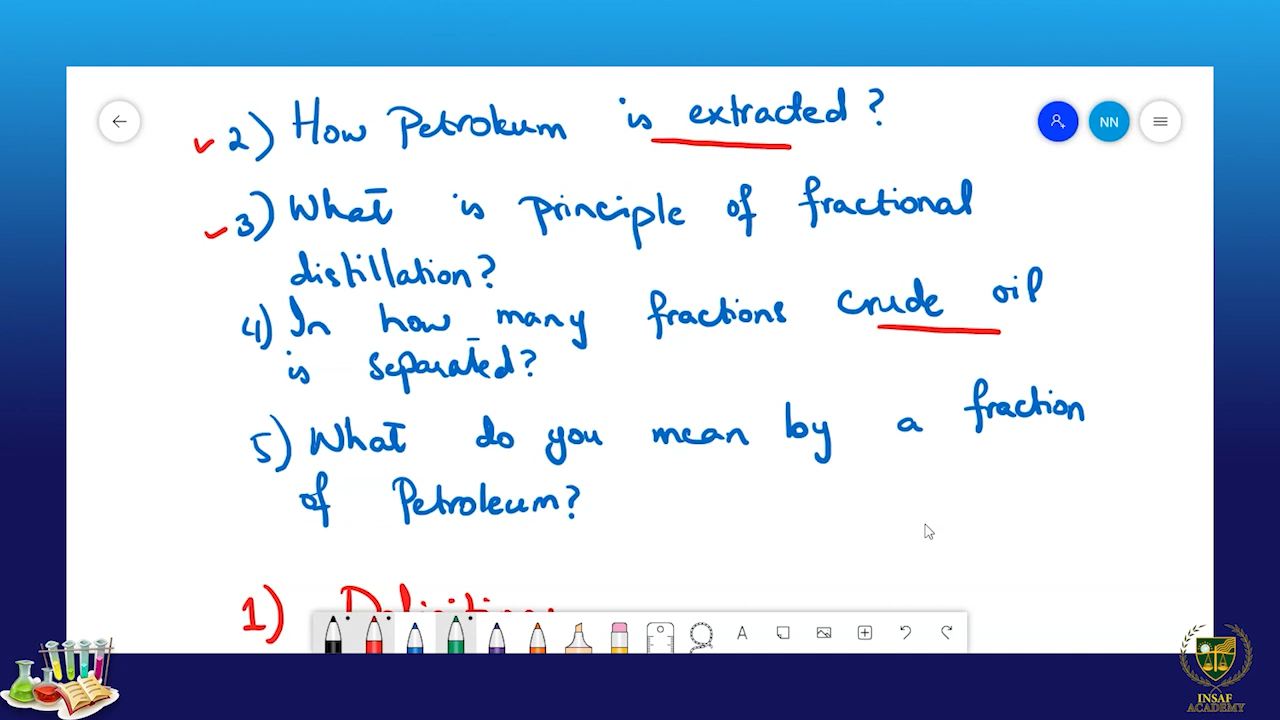 2) How Petroleum is extracted?
3) What is principle of fractional
distillation?
4) In how many fractions crude oil
is separated?
5) What do you mean by a fraction
of Petroleum?
1)
NN
A
INSAF
ACADEMY